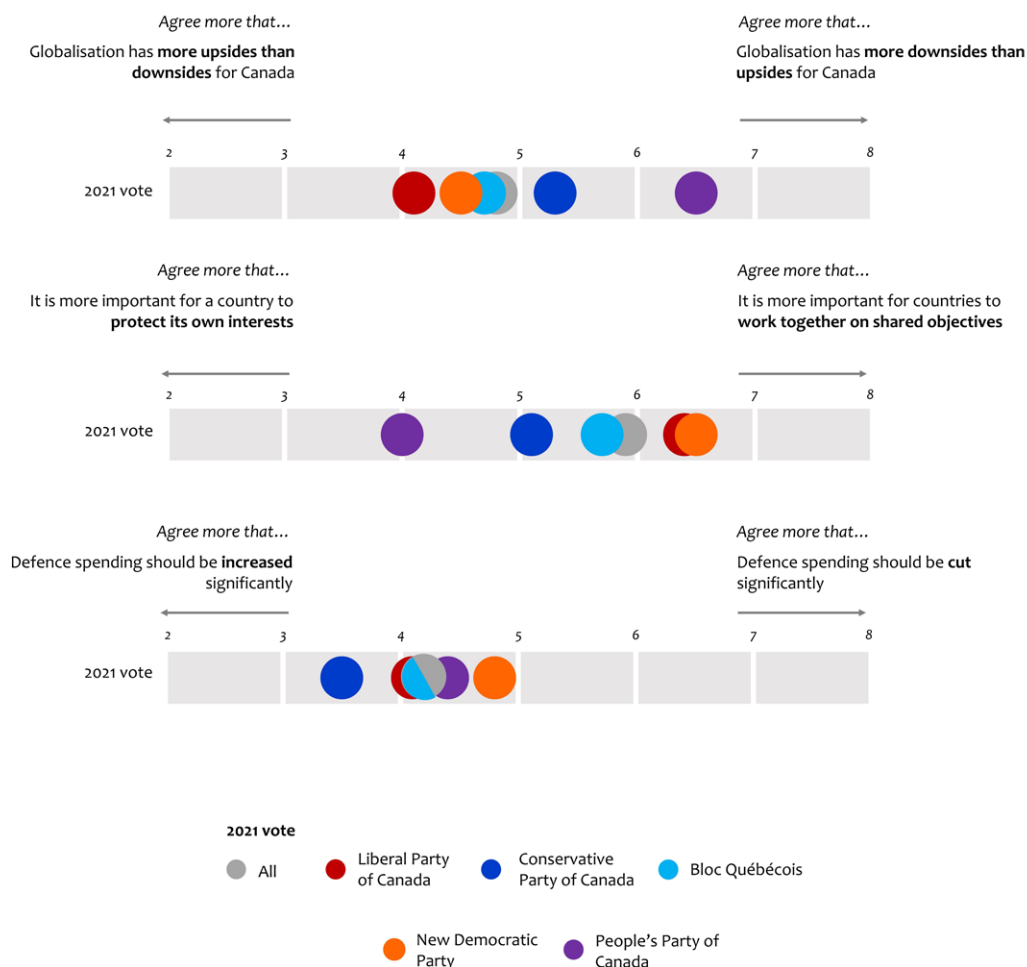 Agree more that...
Globalisation has more upsides than
downsides for Canada
Agree more that...
Globalisation has more downsides than
upsides for Canada
2 3 4 5 6 7 8
2021 vote
Agree more that...
It is more important for a country to
protect its own interests
Agree more that...
It is more important for countries to
work together on shared objectives
2 3 4 5 6 7 8
2021 vote
Agree more that...
Defence spending should be increased
significantly
Agree more that...
Defence spending should be cut
significantly
2 3 4 5 6 7 8
2021 vote
2021 vote
All
Liberal Party
of Canada
Conservative
Party of Canada
Bloc Québécois
New Democratic
Party
People's Party of
Canada